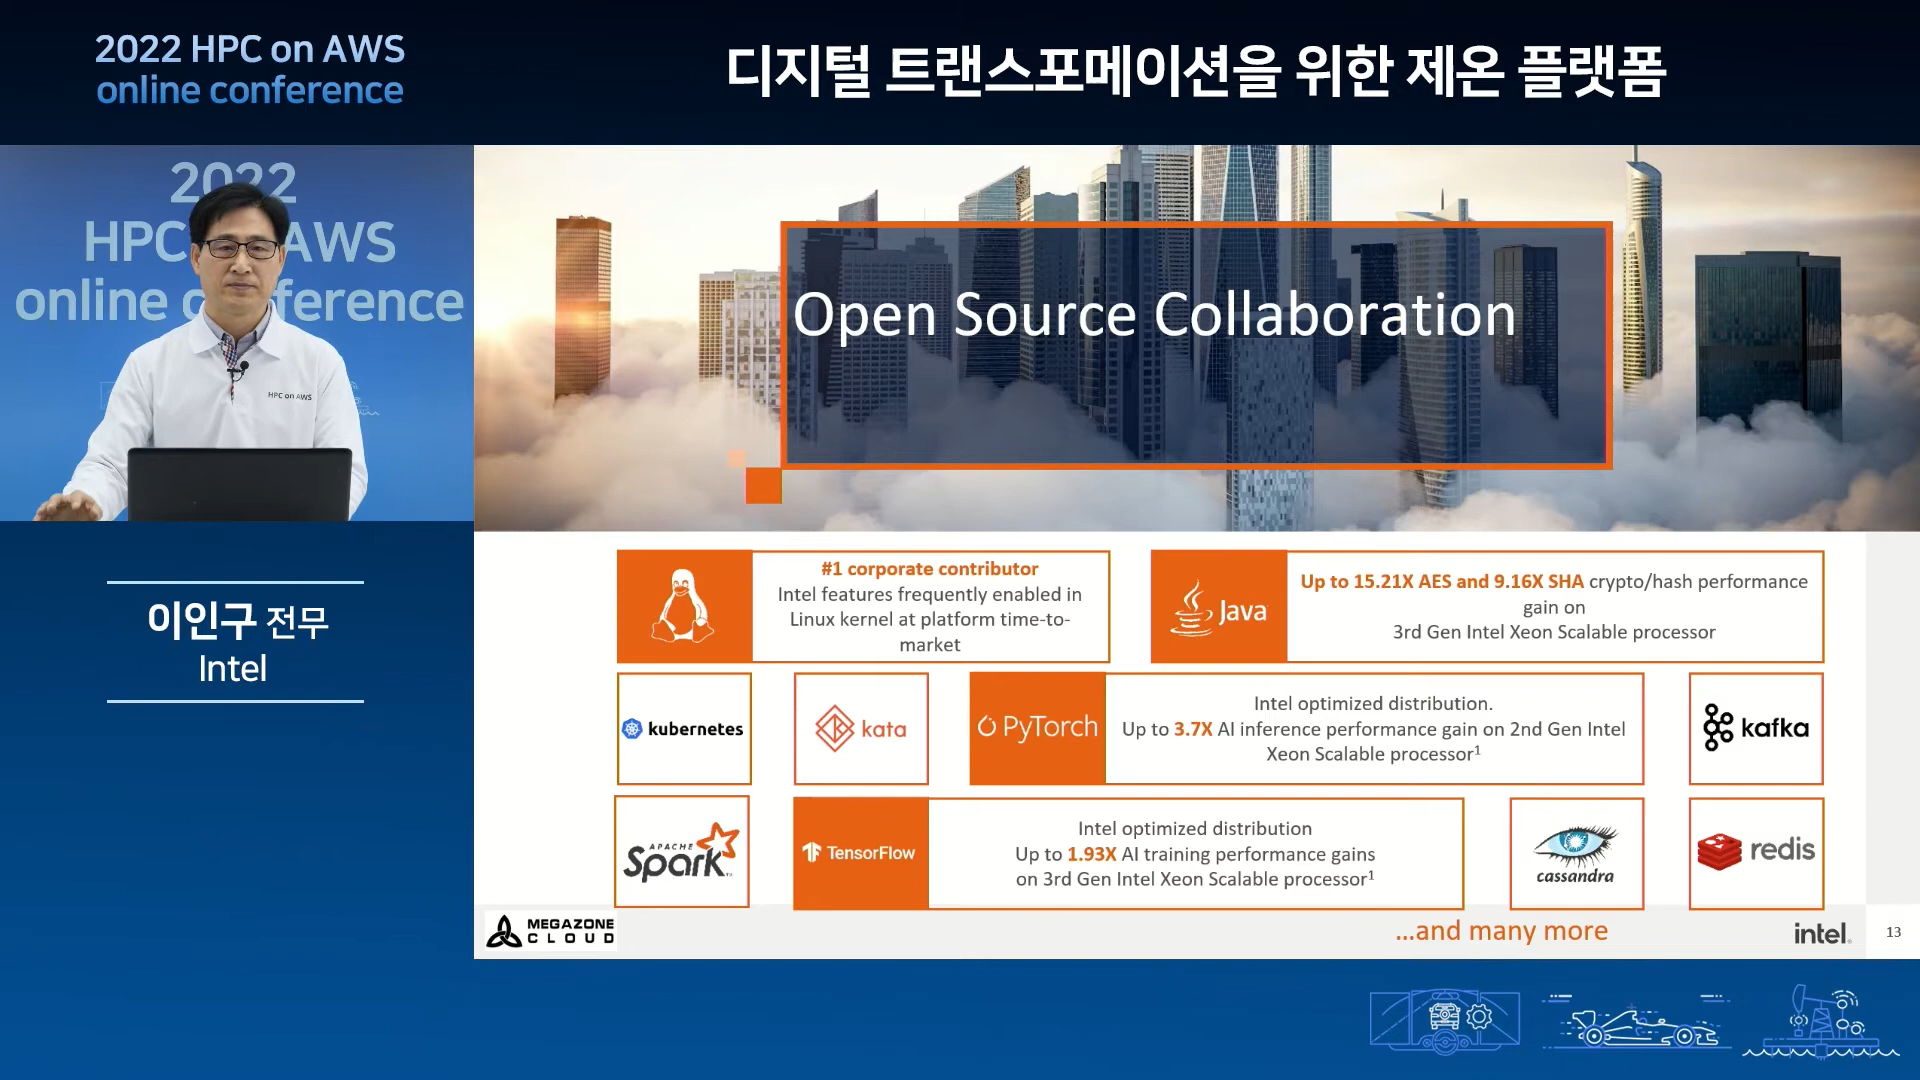 2022 HPC on AWS
online conference
디지털 트랜스포메이션을 위한 제온 플랫폼
2022
HPC AWS
online c ference
HPC on AWS
이인구 전무
Intel
Open Source Collaboration
#1 corporate contributor
Intel features frequently enabled in
Linux kernel at platform time-to-
market
Java
Up to 15.21X AES and 9.16X SHA crypto/hash performance
gain on
3rd Gen Intel Xeon Scalable processor
kubernetes
kata
PyTorch
Intel optimized distribution.
Up to 3.7X AI inference performance gain on 2nd Gen Intel
Xeon Scalable processor1
kafka
APACHE
Spark
TensorFlow
Intel optimized distribution
Up to 1.93X AI training performance gains
on 3rd Gen Intel Xeon Scalable processor1
cassandra
redis
MEGAZONE
CLOUD
...and many more
intel.
13